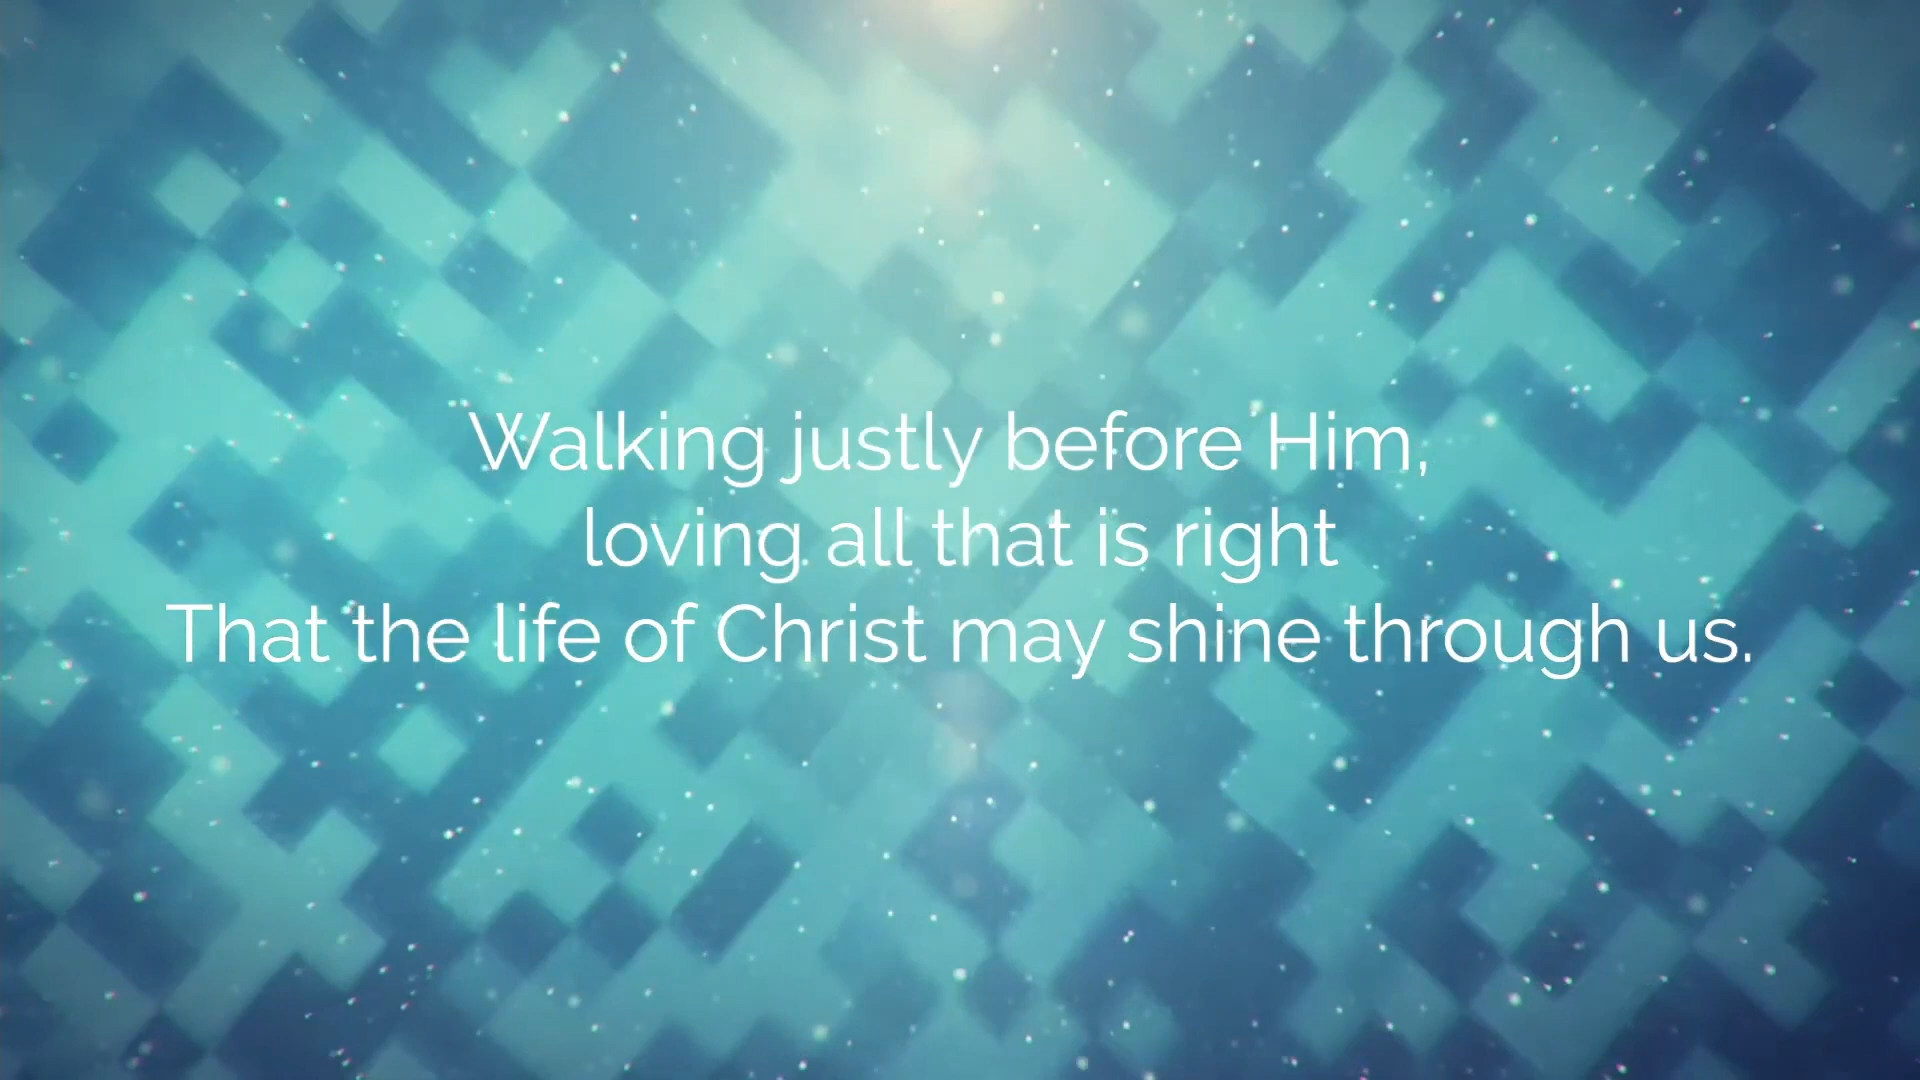 Walking justly before Him,
loving all that is right
That the life of Christ may shine through us.